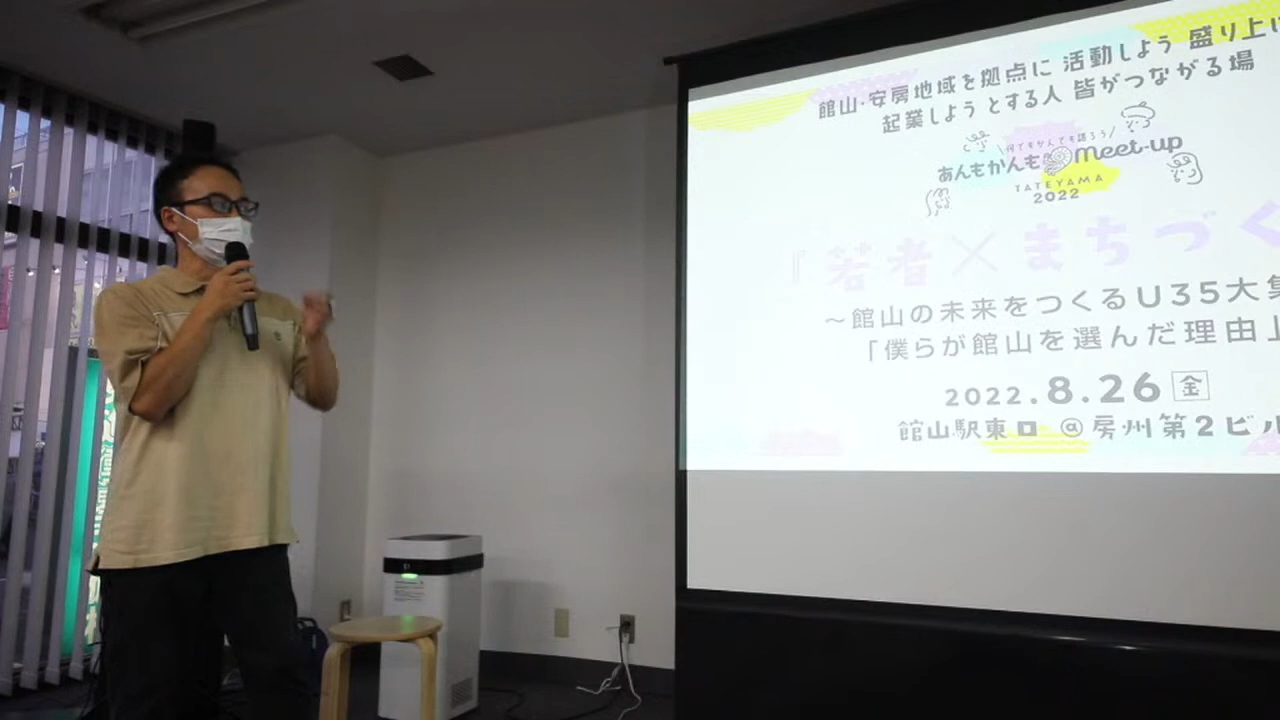 館山・安房地域を拠点に 活動しよう 盛り上げ
起業しよう とする人 皆がつながる場
\何でもかんでも語ろう/
あんもかんも Meet-up
TATEYAMA
2022
『若者×まちづく
～館山の未来をつくるU35大集
「僕らが館山を選んだ理由」
2022.8.26 金
館山駅東口 @房州第2ビル